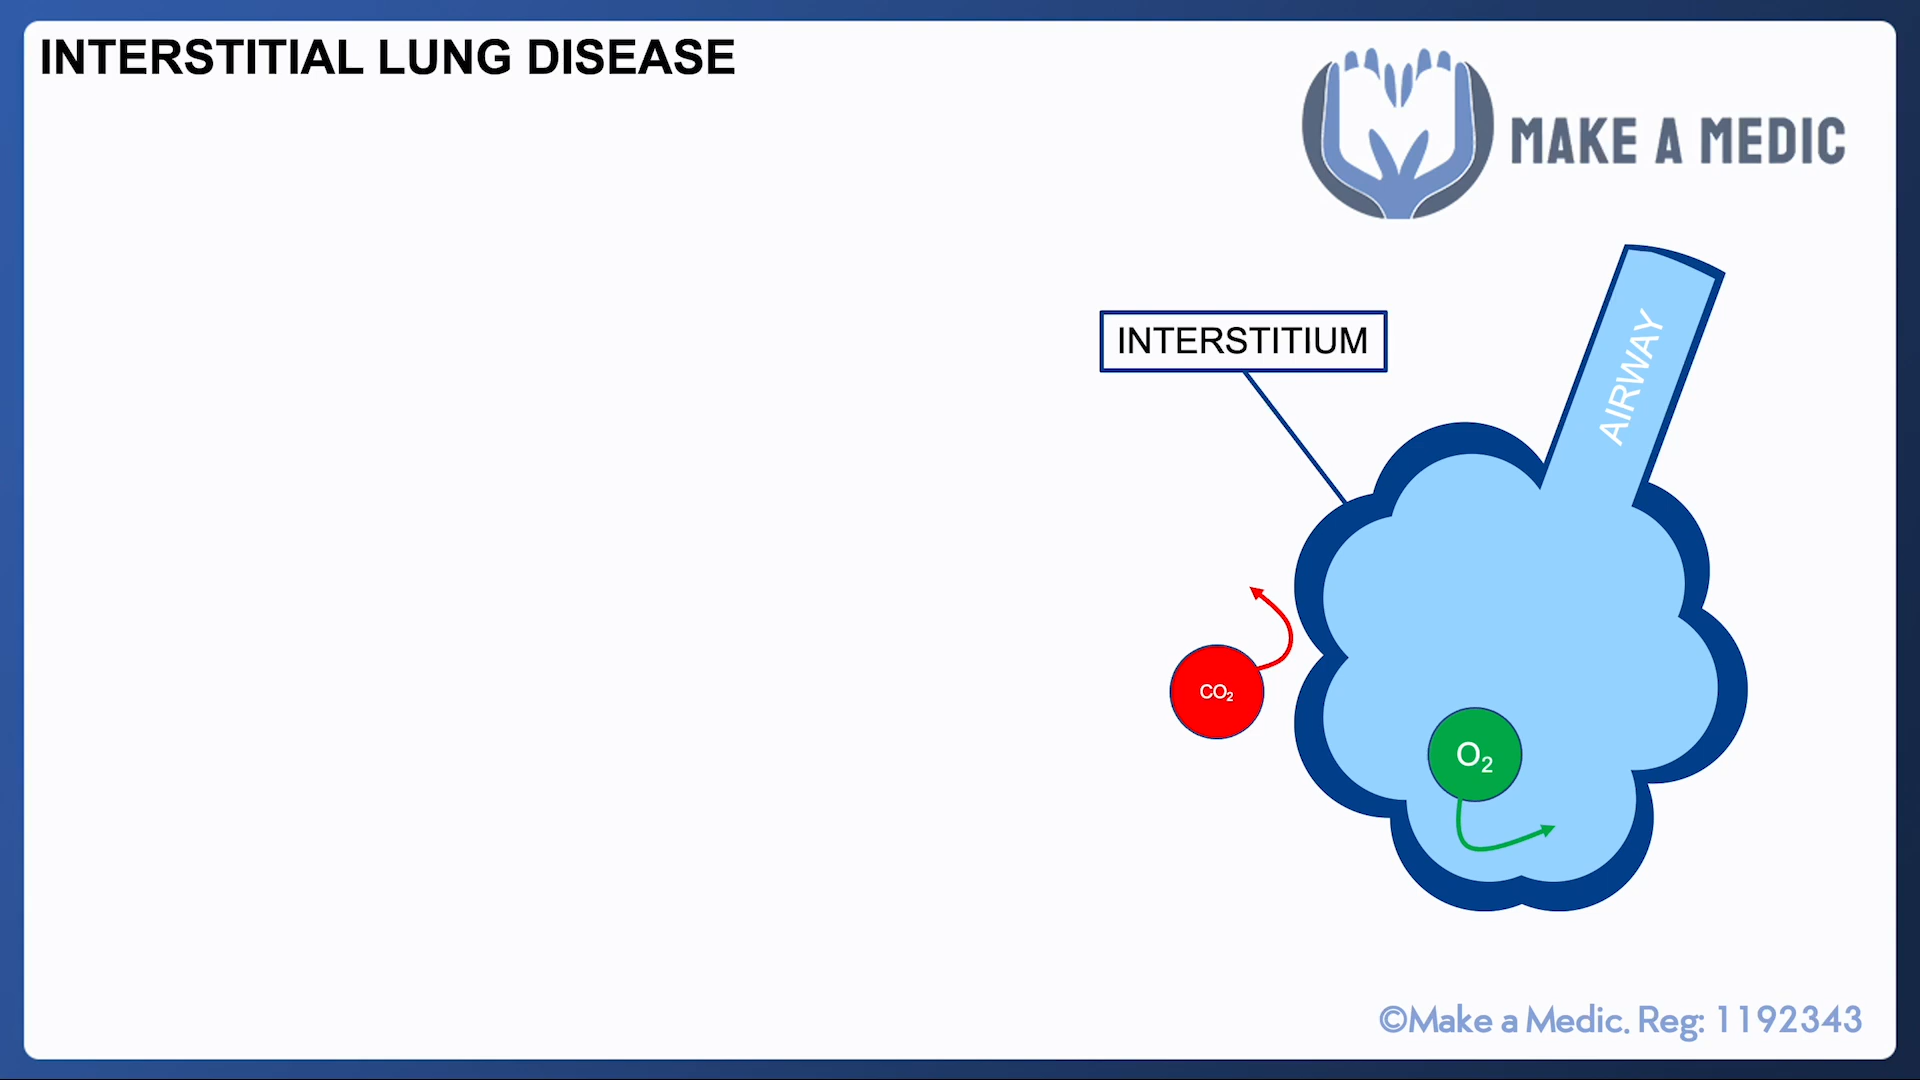 INTERSTITIAL LUNG DISEASE
MAKE A MEDIC
INTERSTITIUM
AIRWAY
CO₂
O₂
©Make a Medic. Reg: 1192343